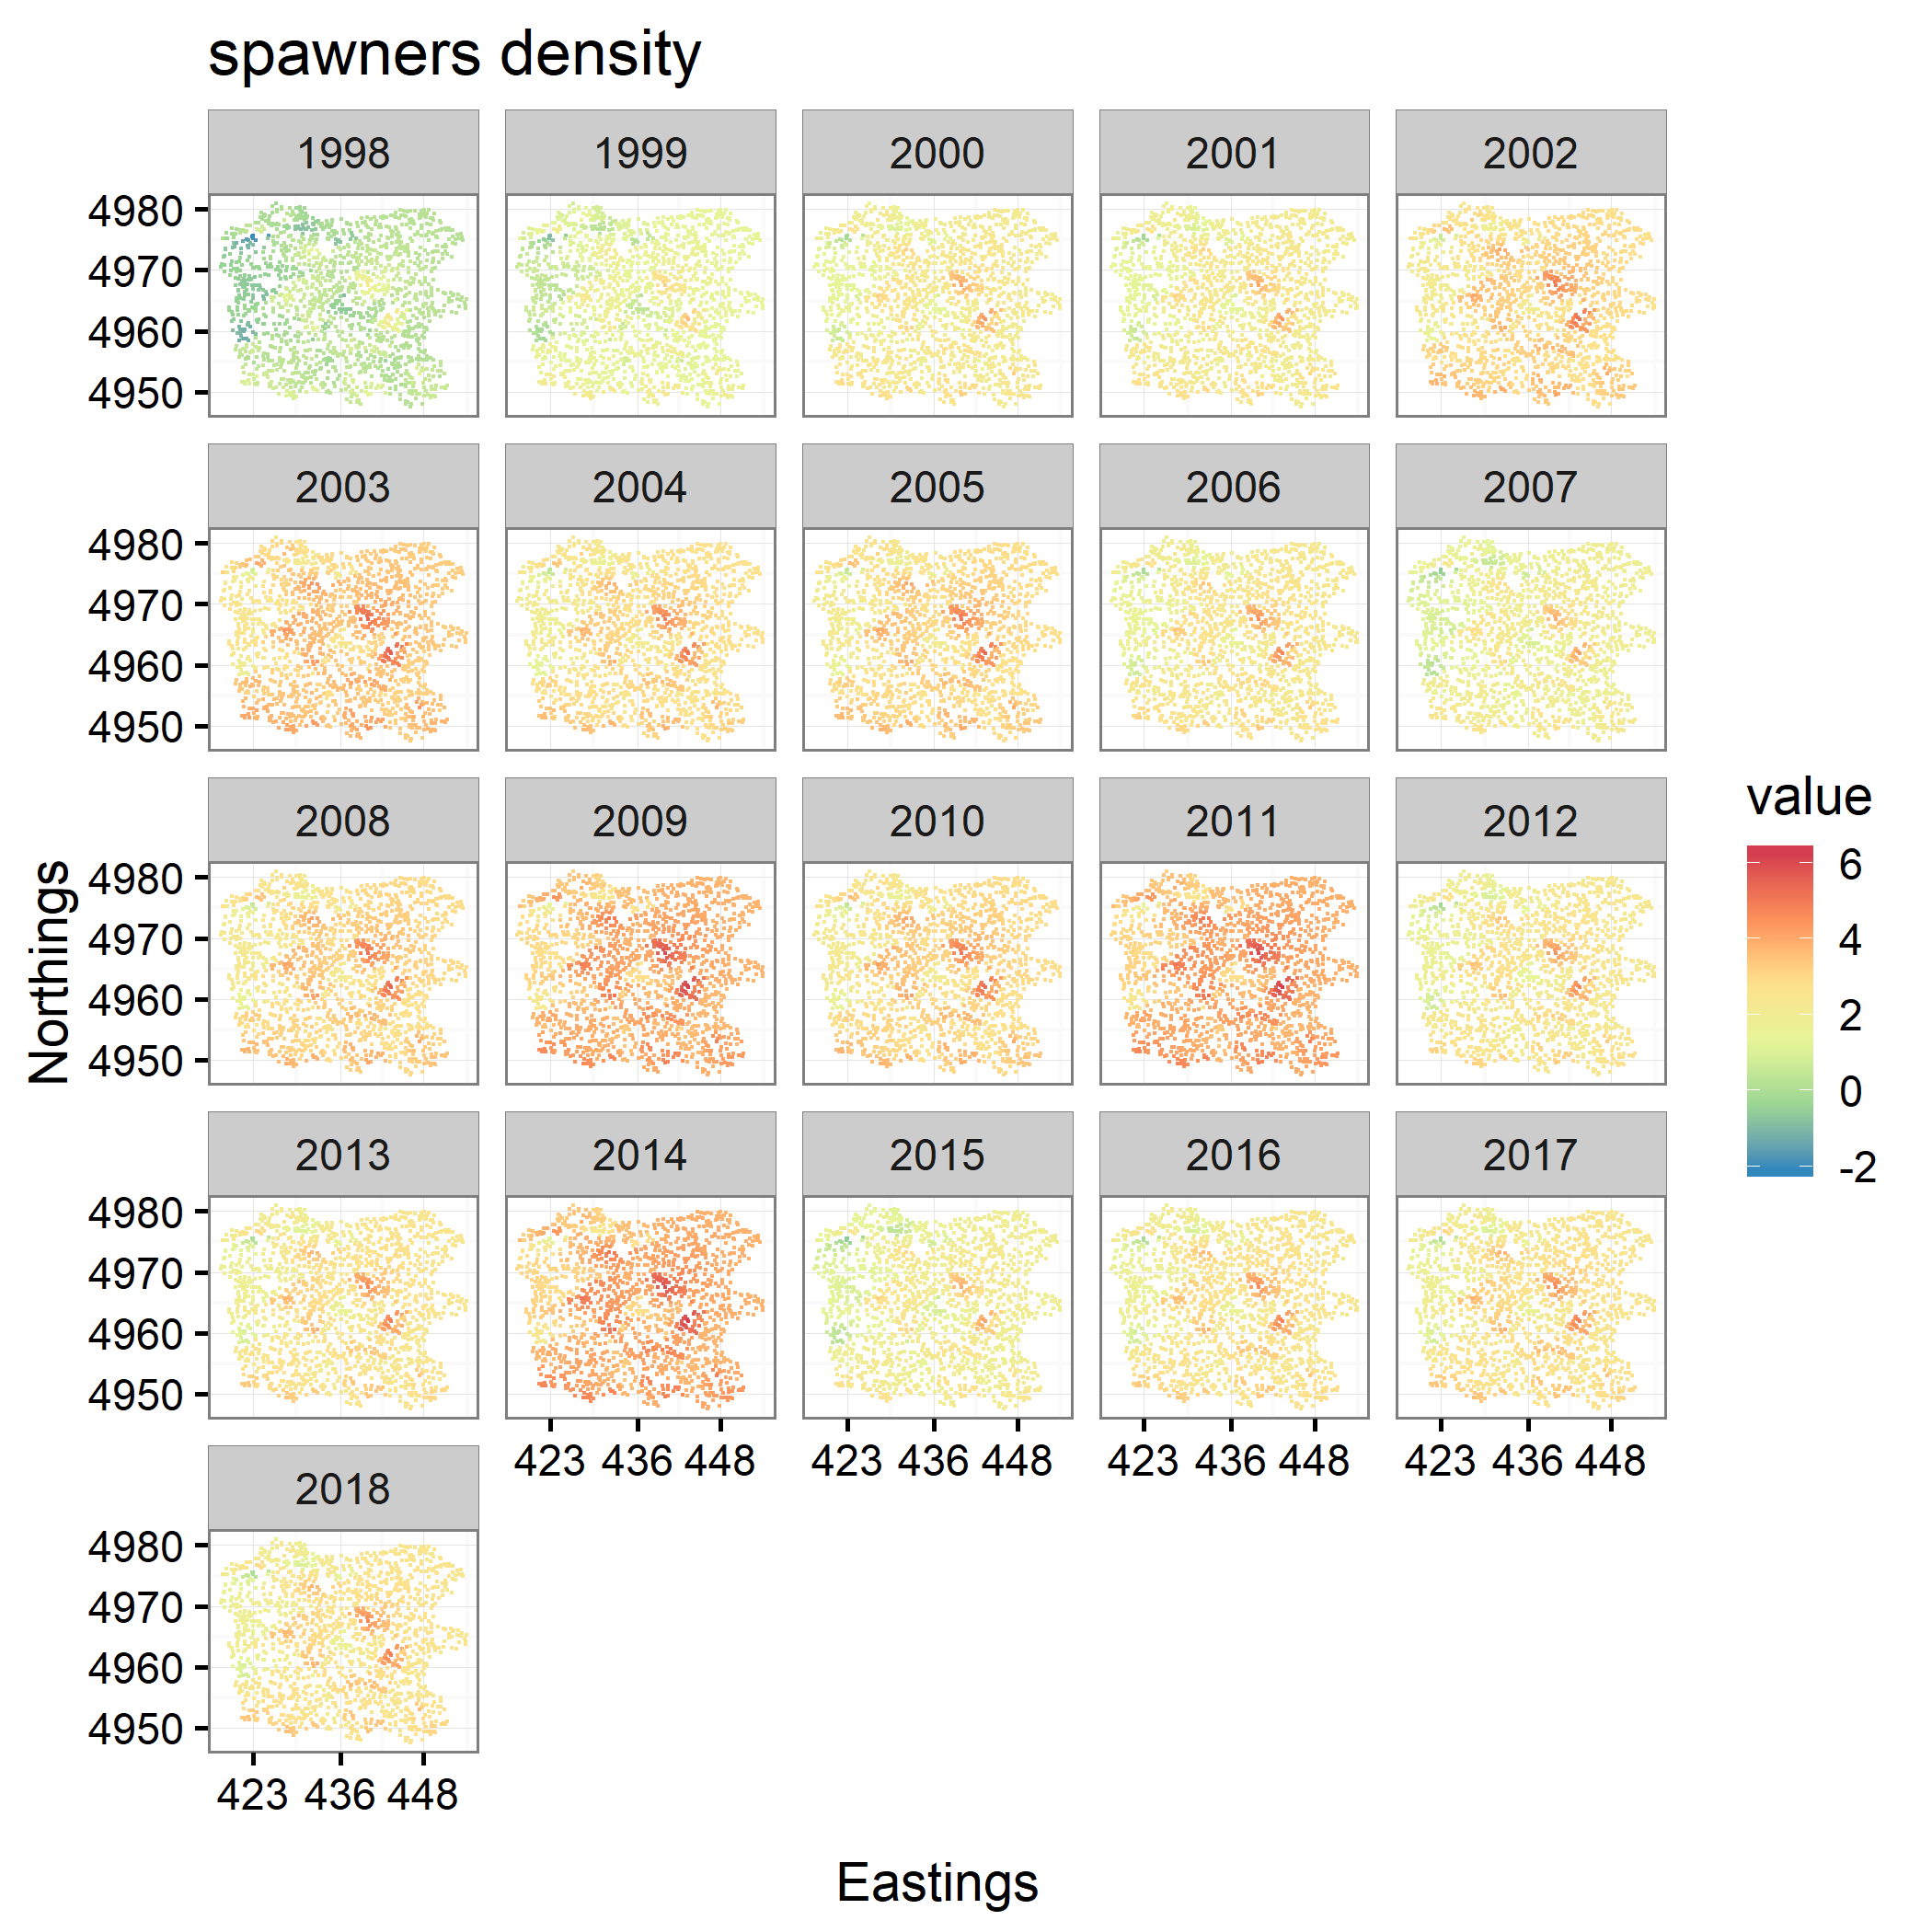 spawners density
1998 1999 2000 2001 2002
4980
4970
4960
4950
2003 2004 2005 2006 2007
4980
4970
4960
4950
2008 2009 2010 2011 2012
4980
4970
4960
4950
2013 2014 2015 2016 2017
4980
4970
4960
4950
423 436 448 423 436 448 423 436 448 423 436 448
2018
4980
4970
4960
4950
423 436 448
Northings
Eastings
value
6
4
2
0
-2